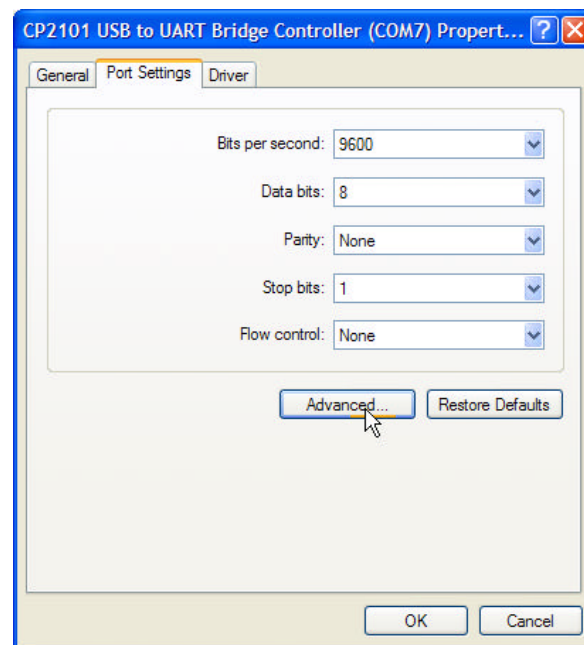 CP2101 USB to UART Bridge Controller (COM7) Propert...
General Port Settings Driver
Bits per second: 9600
Data bits: 8
Parity: None
Stop bits: 1
Flow control: None
Advanced... Restore Defaults
OK Cancel